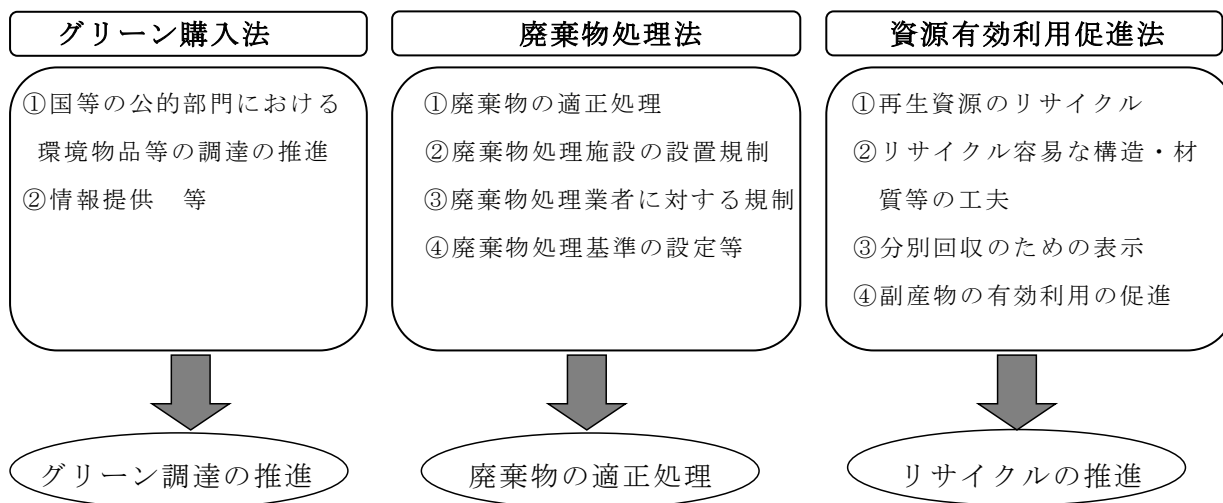 グリーン購入法
①国等の公的部門における
環境物品等の調達の推進
②情報提供　等
グリーン調達の推進
廃棄物処理法
①廃棄物の適正処理
②廃棄物処理施設の設置規制
③廃棄物処理業者に対する規制
④廃棄物処理基準の設定等
廃棄物の適正処理
資源有効利用促進法
①再生資源のリサイクル
②リサイクル容易な構造・材
質等の工夫
③分別回収のための表示
④副産物の有効利用の促進
リサイクルの推進